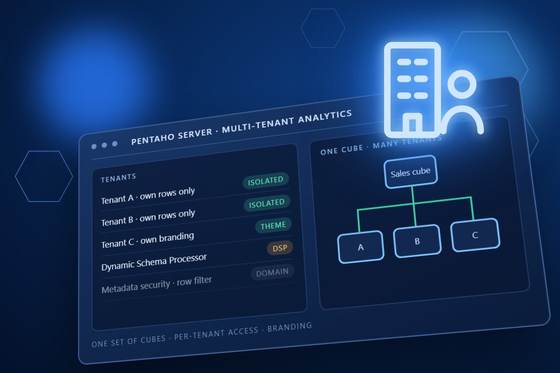 PENTAHO SERVER · MULTI-TENANT ANALYTICS
TENANTS
Tenant A · own rows only
ISOLATED
Tenant B · own rows only
ISOLATED
Tenant C · own branding
THEME
Dynamic Schema Processor
DSP
Metadata security · row filter
DOMAIN
ONE CUBE · MANY TENANTS
Sales cube
A
B
C
ONE SET OF CUBES · PER-TENANT ACCESS · BRANDING